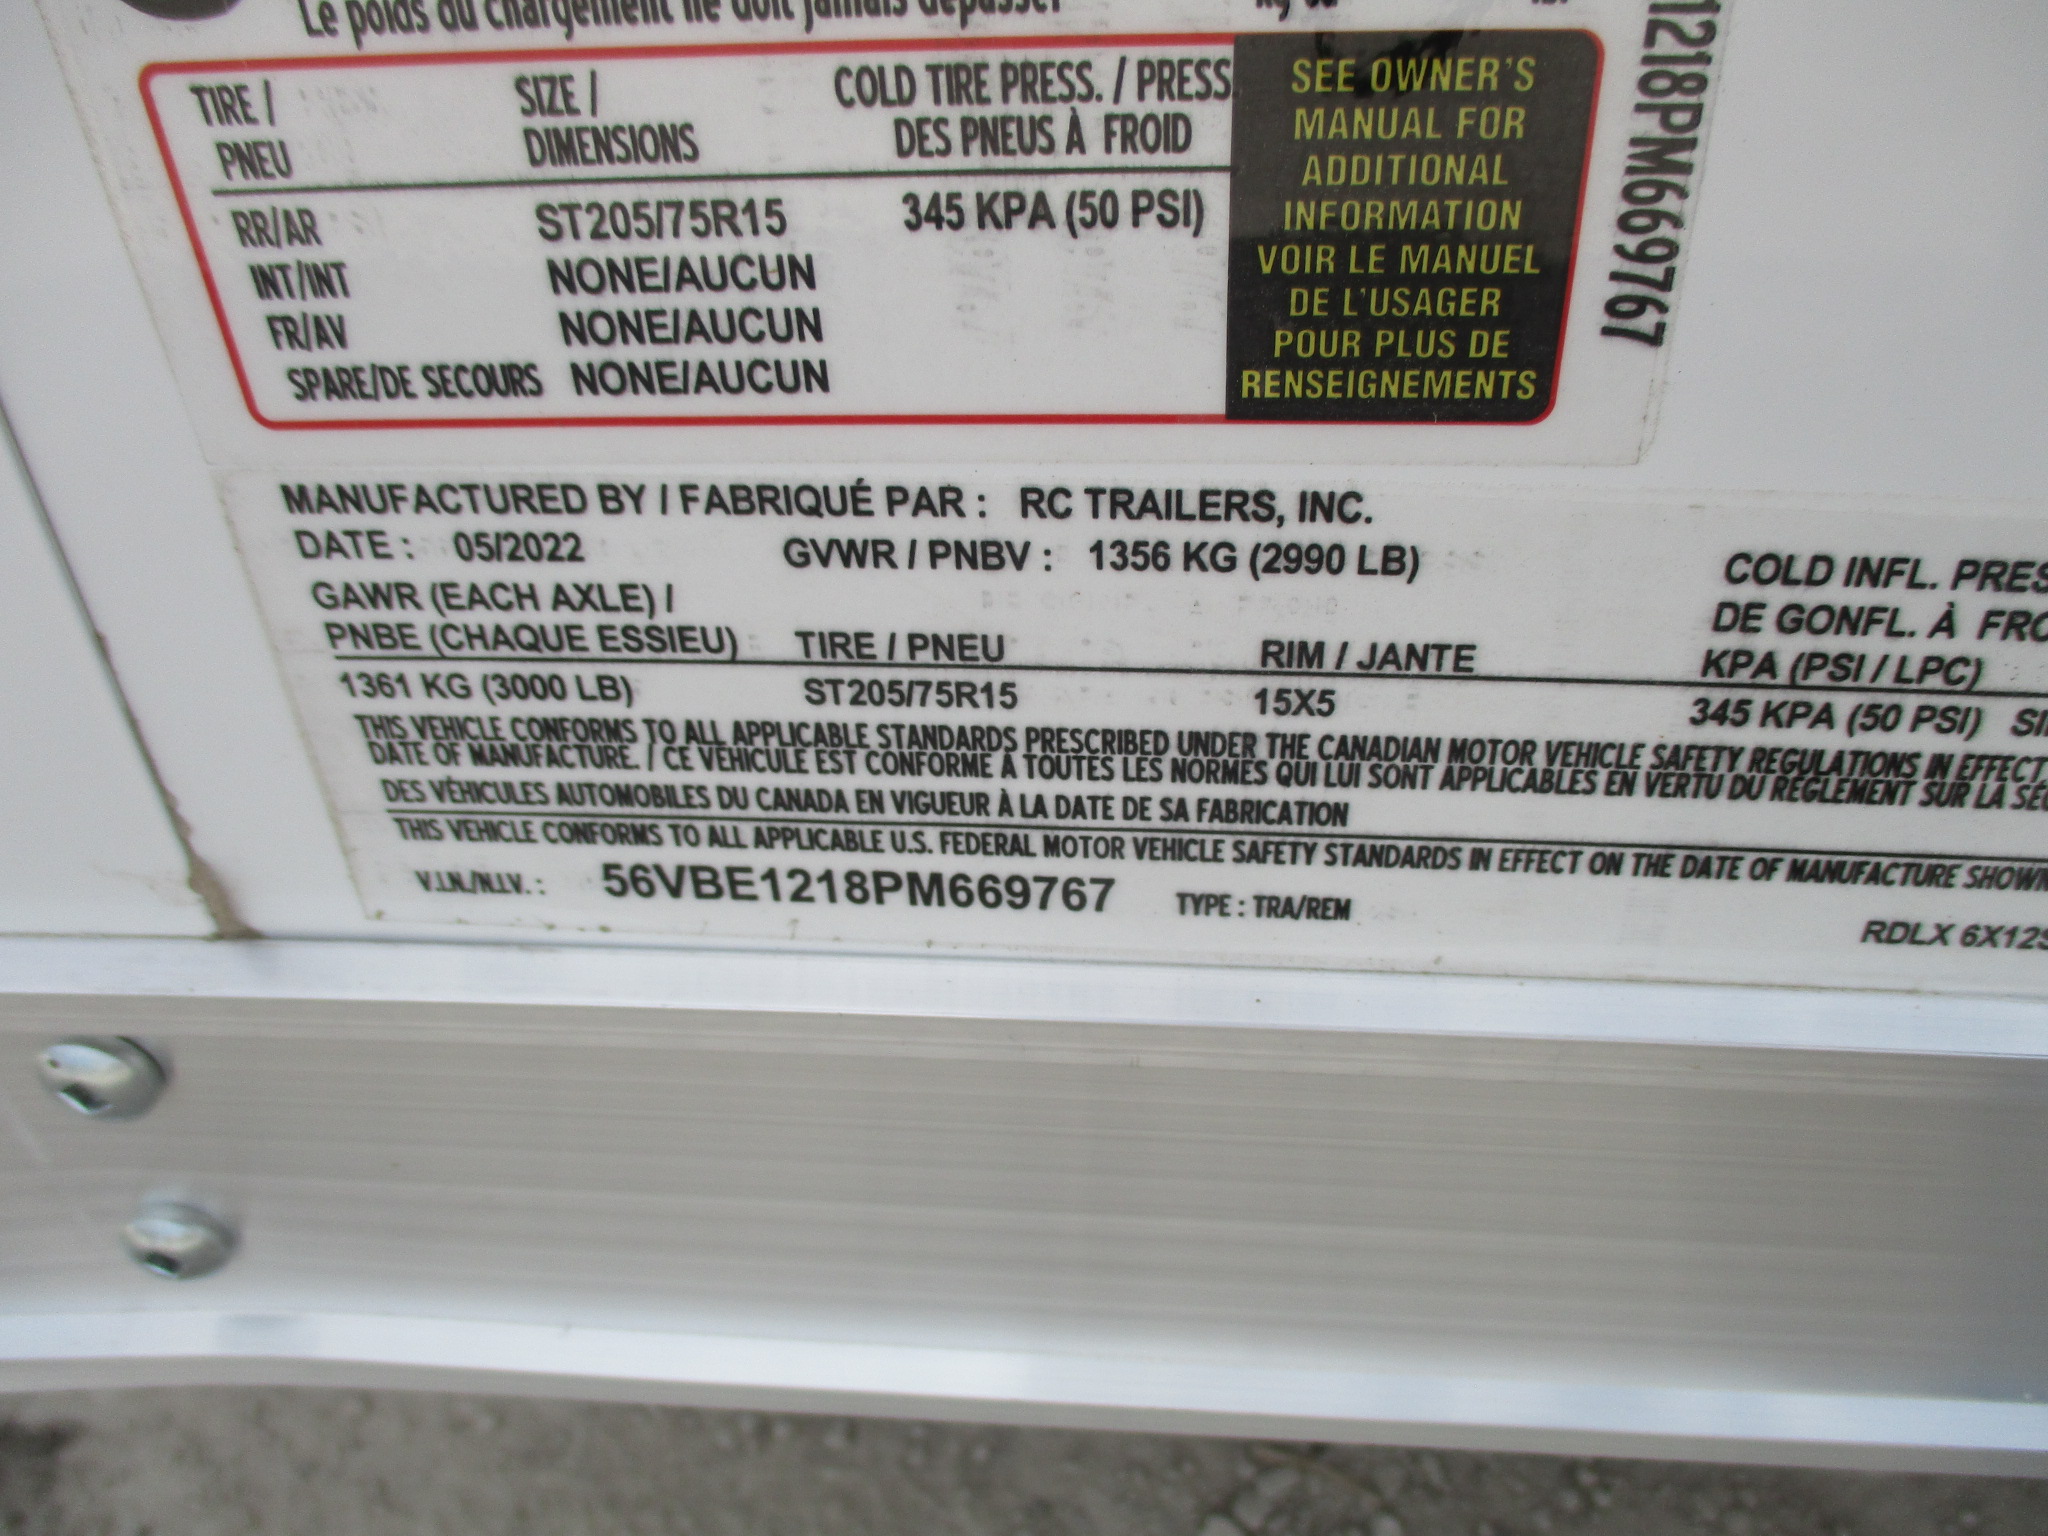 Le poids du chargement ne doit jamais dépasser kg ou
TIRE / SIZE / COLD TIRE PRESS. / PRESS.
PNEU DIMENSIONS DES PNEUS À FROID
RR/AR ST205/75R15 345 KPA (50 PSI)
INT/INT NONE/AUCUN
FR/AV NONE/AUCUN
SPARE/DE SECOURS NONE/AUCUN
SEE OWNER'S
MANUAL FOR
ADDITIONAL
INFORMATION
VOIR LE MANUEL
DE L'USAGER
POUR PLUS DE
RENSEIGNEMENTS
1218PM669767
MANUFACTURED BY / FABRIQUÉ PAR : RC TRAILERS, INC.
DATE : 05/2022 GVWR / PNBV : 1356 KG (2990 LB)
GAWR (EACH AXLE) / COLD INFL. PRES
DE GONFL. À FRO
PNBE (CHAQUE ESSIEU) TIRE / PNEU RIM / JANTE KPA (PSI / LPC)
1361 KG (3000 LB) ST205/75R15 15X5 345 KPA (50 PSI)
THIS VEHICLE CONFORMS TO ALL APPLICABLE STANDARDS PRESCRIBED UNDER THE CANADIAN MOTOR VEHICLE SAFETY REGULATIONS IN EFFECT
DATE OF MANUFACTURE. / CE VÉHICULE EST CONFORME À TOUTES LES NORMES QUI LUI SONT APPLICABLES EN VERTU DU RÈGLEMENT SUR LA SÉC
DES VÉHICULES AUTOMOBILES DU CANADA EN VIGUEUR À LA DATE DE SA FABRICATION
THIS VEHICLE CONFORMS TO ALL APPLICABLE U.S. FEDERAL MOTOR VEHICLE SAFETY STANDARDS IN EFFECT ON THE DATE OF MANUFACTURE SHOWN
V.I.N./N.I.V. : 56VBE1218PM669767 TYPE : TRA/REM
RDLX 6X12S